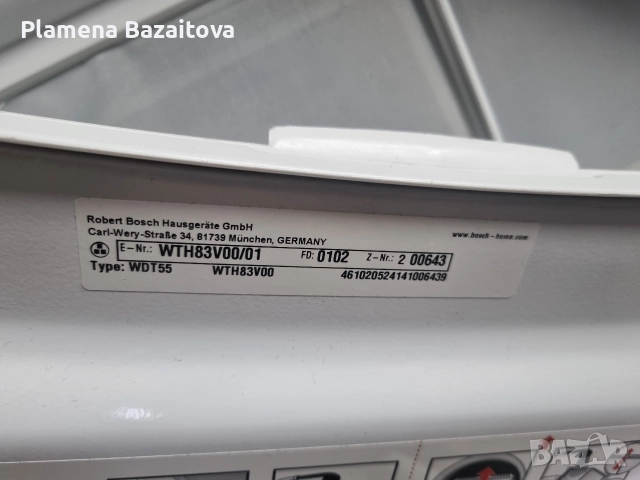 Plamena Bazaitova
Robert Bosch Hausgeräte GmbH
Carl-Wery-Straße 34, 81739 München, GERMANY
www.bosch-home.com
E-Nr.: WTH83V00/01 FD: 0102 Z-Nr.: 2 00643
Type: WDT55 WTH83V00 461020524141006439
BAZAR